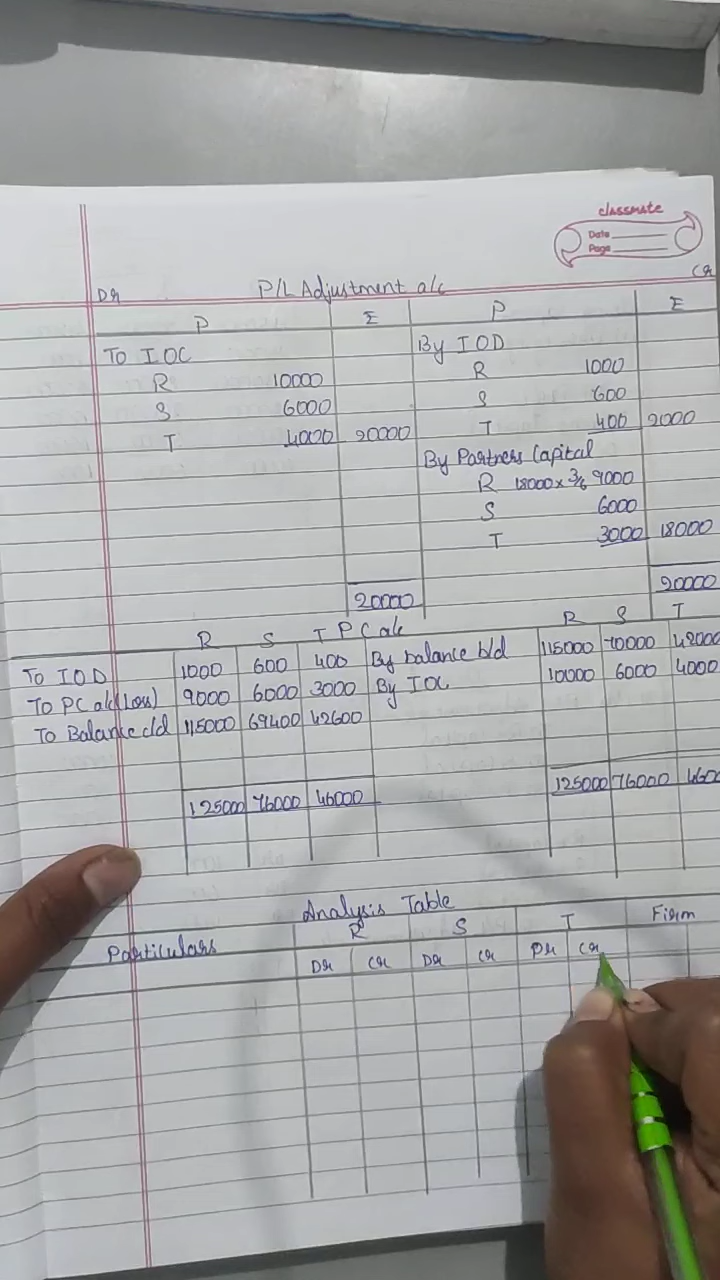 classmate
Date
Page
Dr P/L Adjustment a/c Cr
P Σ P Σ
To IOC By IOD
R 10000 R 1000
S 6000 S 600
T 4000 20000 T 400 2000
By Partners Capital
R 18000 x 3/6 9000
S 6000
T 3000 18000
20000 20000
R S T P C a/c R S T
To IOD 1000 600 400 By balance b/d 115000 70000 42000
To PC a/c (Loss) 9000 6000 3000 By IOC 10000 6000 4000
To Balance c/d 115000 69400 42600
125000 76000 46000 125000 76000 4600
Analysis Table
Particulars R S T Firm
Dr Cr Dr Cr Dr Cr